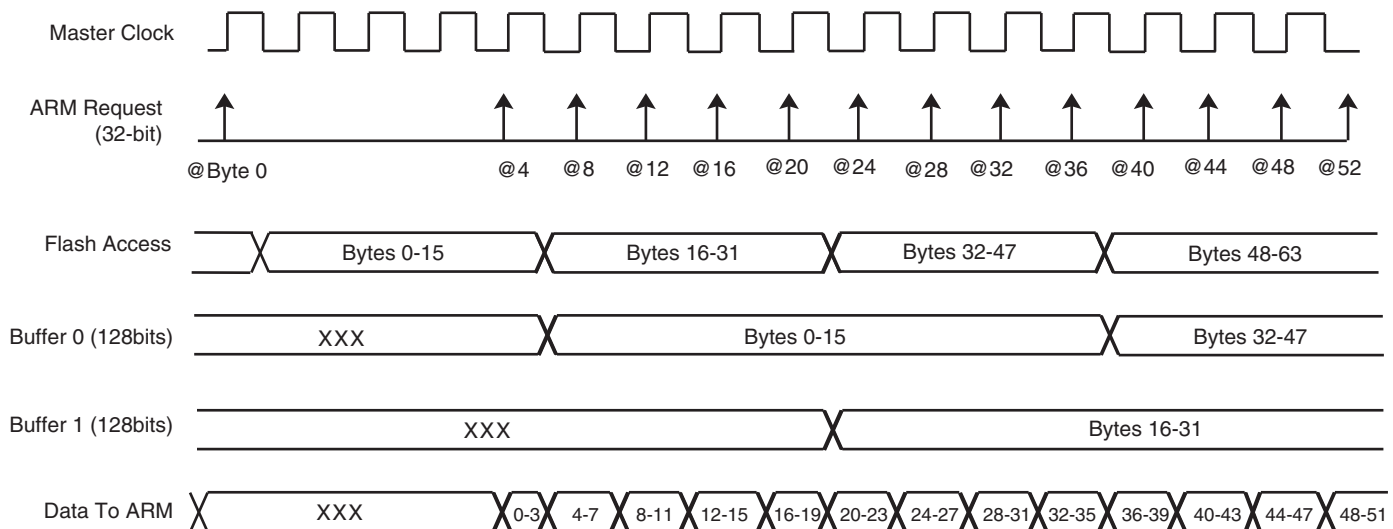 Master Clock
ARM Request
(32-bit)
@Byte 0 @4 @8 @12 @16 @20 @24 @28 @32 @36 @40 @44 @48 @52
Flash Access Bytes 0-15 Bytes 16-31 Bytes 32-47 Bytes 48-63
Buffer 0 (128bits) XXX Bytes 0-15 Bytes 32-47
Buffer 1 (128bits) XXX Bytes 16-31
Data To ARM XXX 0-3 4-7 8-11 12-15 16-19 20-23 24-27 28-31 32-35 36-39 40-43 44-47 48-51